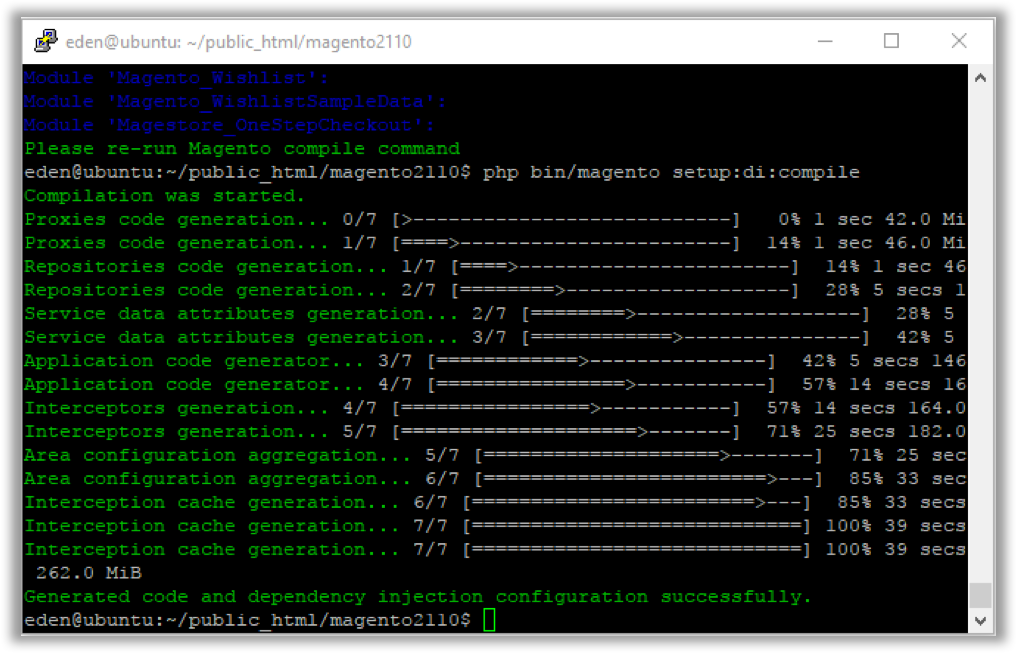 eden@ubuntu: ~/public_html/magento2110
Module 'Magento_Wishlist':
Module 'Magento_WishlistSampleData':
Module 'Magestore_OneStepCheckout':
Please re-run Magento compile command
eden@ubuntu:~/public_html/magento2110$ php bin/magento setup:di:compile
Compilation was started.
Proxies code generation... 0/7 [>---------------------------]   0% 1 sec 42.0 Mi
Proxies code generation... 1/7 [====>-----------------------]  14% 1 sec 46.0 Mi
Repositories code generation... 1/7 [====>-----------------------]  14% 1 sec 46
Repositories code generation... 2/7 [========>-------------------]  28% 5 secs 1
Service data attributes generation... 2/7 [========>-------------------]  28% 5
Service data attributes generation... 3/7 [============>---------------]  42% 5
Application code generator... 3/7 [============>---------------]  42% 5 secs 146
Application code generator... 4/7 [================>-----------]  57% 14 secs 16
Interceptors generation... 4/7 [================>-----------]  57% 14 secs 164.0
Interceptors generation... 5/7 [====================>-------]  71% 25 secs 182.0
Area configuration aggregation... 5/7 [====================>-------]  71% 25 sec
Area configuration aggregation... 6/7 [========================>---]  85% 33 sec
Interception cache generation... 6/7 [========================>---]  85% 33 secs
Interception cache generation... 7/7 [============================] 100% 39 secs
Interception cache generation... 7/7 [============================] 100% 39 secs
 262.0 MiB
Generated code and dependency injection configuration successfully.
eden@ubuntu:~/public_html/magento2110$